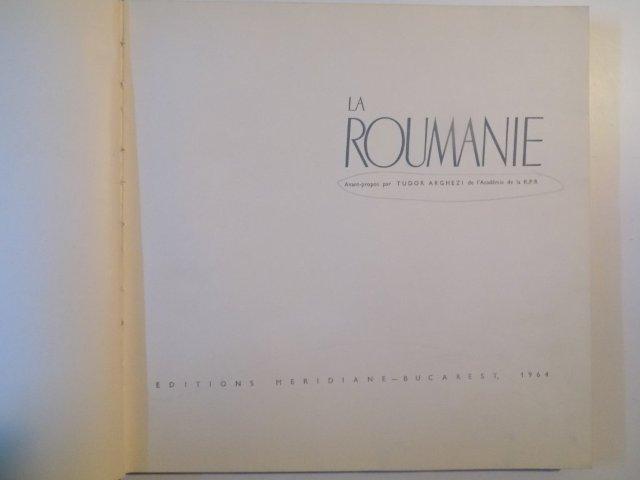 LA
ROUMANIE
Avant-propos par TUDOR ARGHEZI de l'Académie de la R.P.R.
EDITIONS MERIDIANE—BUCAREST, 1964